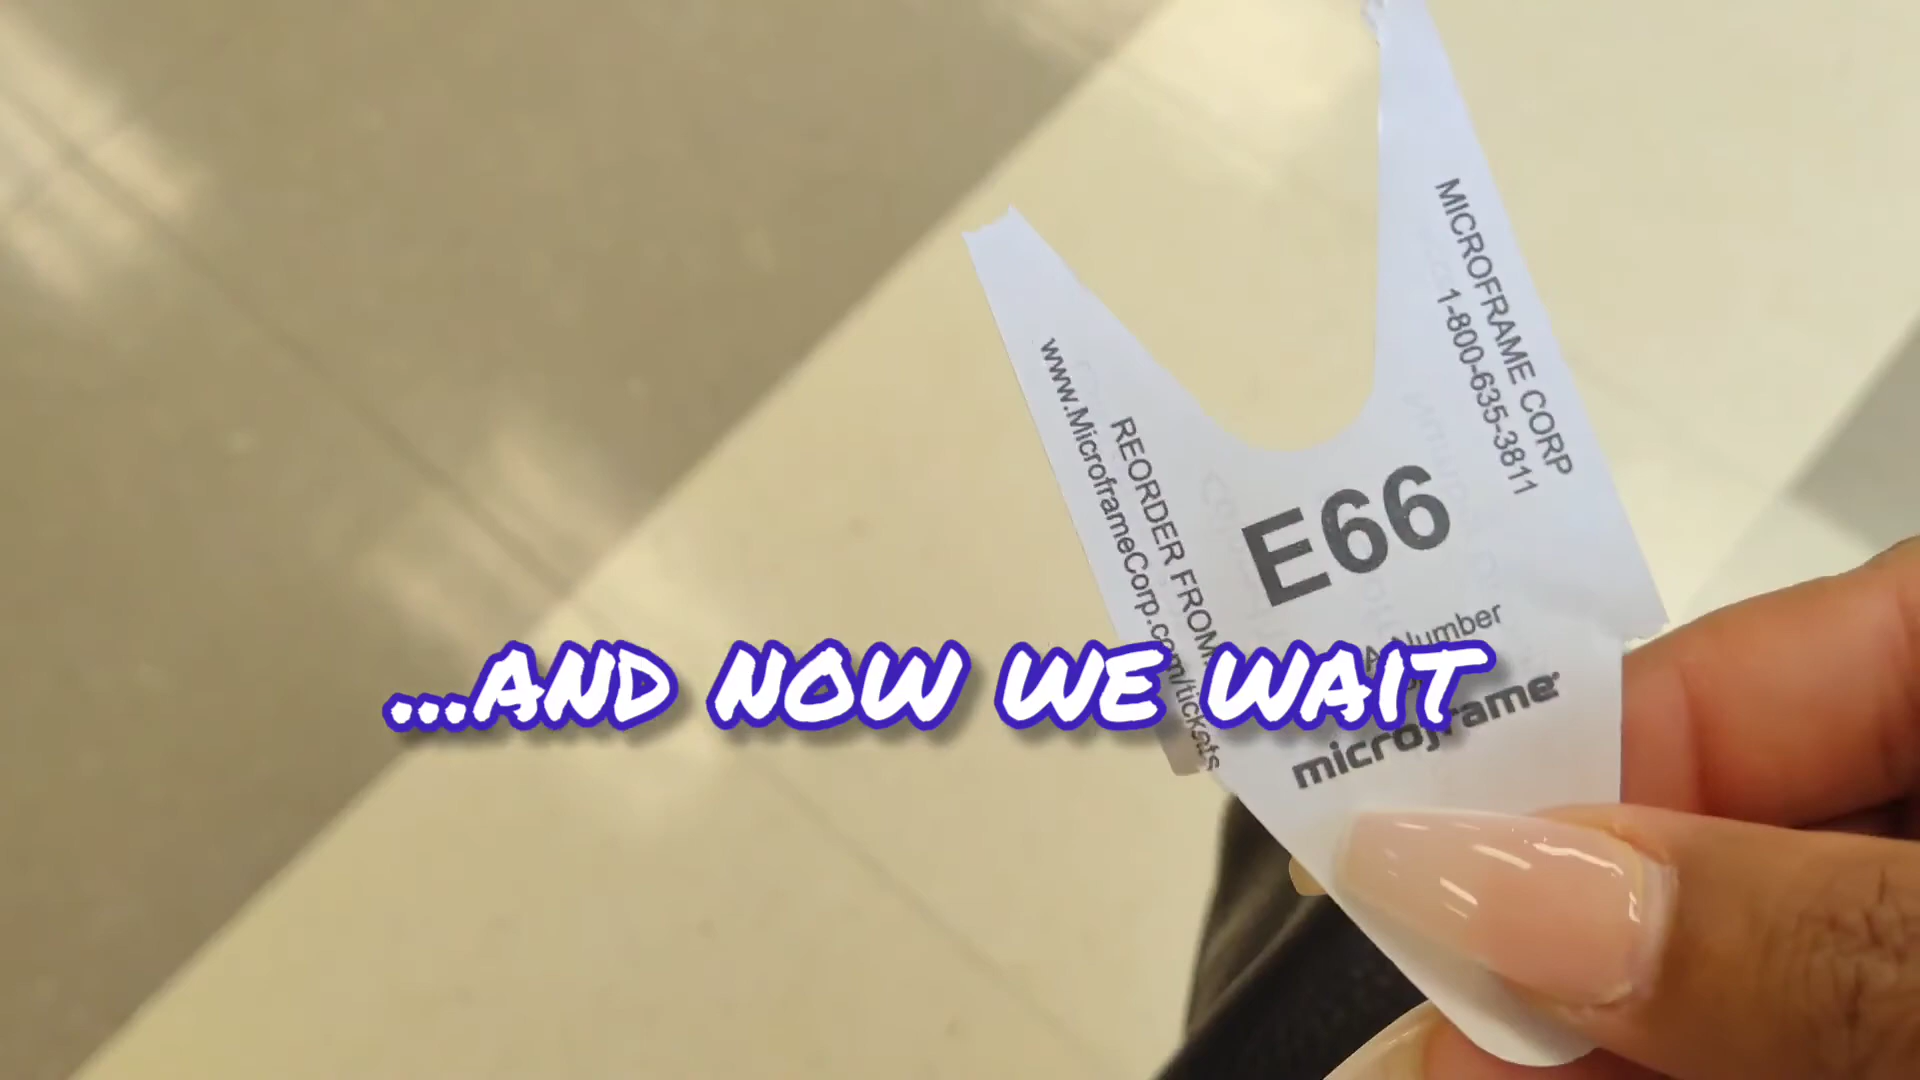 MICROFRAME CORP
1-800-635-3811
REORDER FROM
www.MicroframeCorp.com/tickets
E66
Number
microframe
...AND NOW WE WAIT